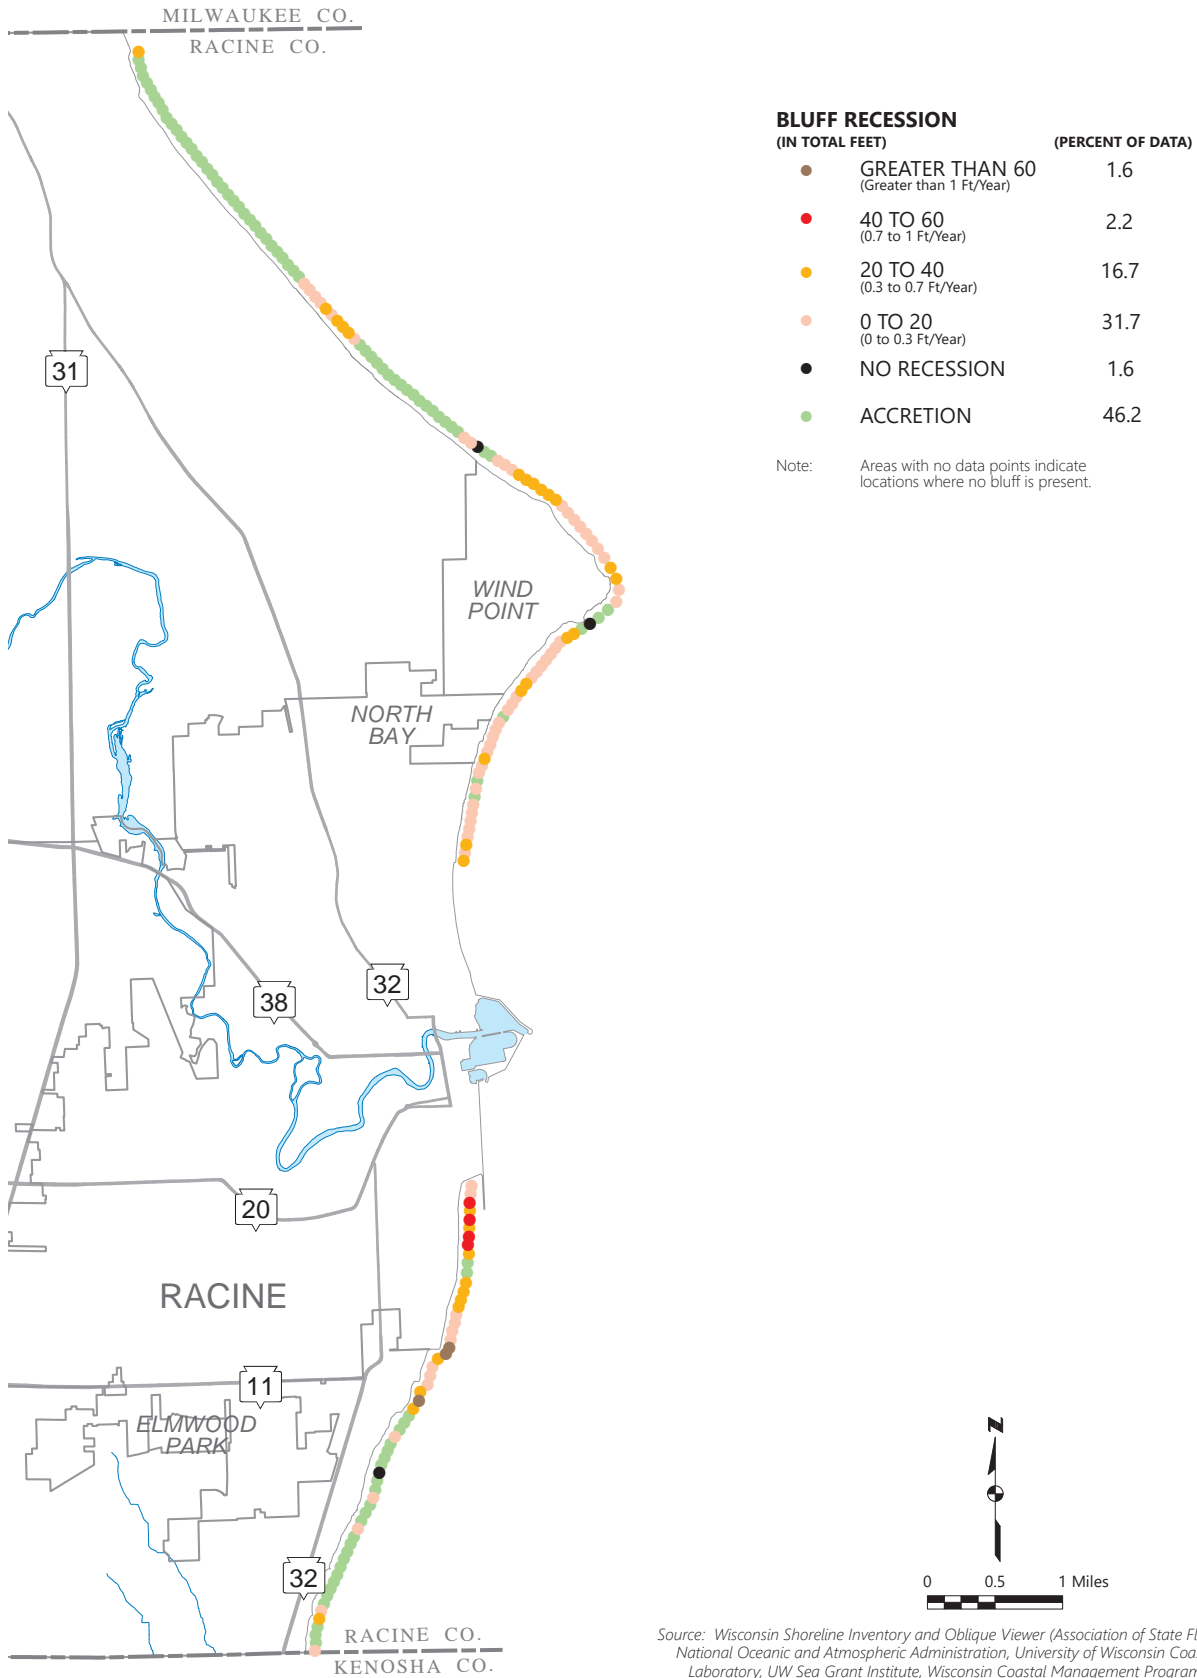 MILWAUKEE CO.
RACINE CO.
BLUFF RECESSION
(IN TOTAL FEET) (PERCENT OF DATA)
GREATER THAN 60 1.6
(Greater than 1 Ft/Year)
40 TO 60 2.2
(0.7 to 1 Ft/Year)
20 TO 40 16.7
(0.3 to 0.7 Ft/Year)
0 TO 20 31.7
(0 to 0.3 Ft/Year)
NO RECESSION 1.6
ACCRETION 46.2
Note: Areas with no data points indicate
locations where no bluff is present.
31
WIND
POINT
NORTH
BAY
32
38
20
RACINE
11
ELMWOOD
PARK
32
N
0 0.5 1 Miles
RACINE CO.
KENOSHA CO.
Source: Wisconsin Shoreline Inventory and Oblique Viewer (Association of State Fl
National Oceanic and Atmospheric Administration, University of Wisconsin Coa
Laboratory, UW Sea Grant Institute, Wisconsin Coastal Management Program